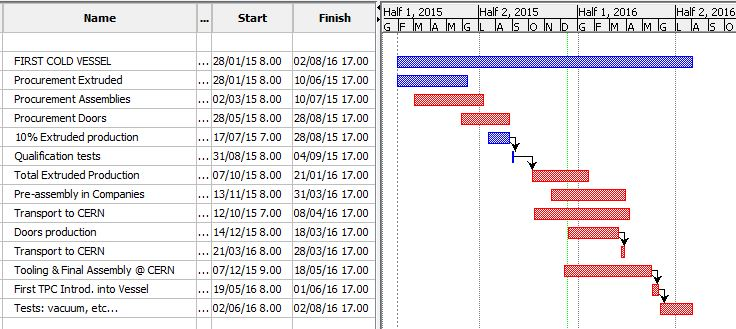 Name ... Start Finish
Half 1, 2015 Half 2, 2015 Half 1, 2016 Half 2, 2016
G F M A M G L A S O N D G F M A M G L A S O
FIRST COLD VESSEL ... 28/01/15 8.00 02/08/16 17.00
Procurement Extruded ... 28/01/15 8.00 10/06/15 17.00
Procurement Assemblies ... 02/03/15 8.00 10/07/15 17.00
Procurement Doors ... 28/05/15 8.00 28/08/15 17.00
10% Extruded production ... 17/07/15 7.00 28/08/15 17.00
Qualification tests ... 31/08/15 8.00 04/09/15 17.00
Total Extruded Production ... 07/10/15 8.00 21/01/16 17.00
Pre-assembly in Companies ... 13/11/15 8.00 31/03/16 17.00
Transport to CERN ... 12/10/15 7.00 08/04/16 17.00
Doors production ... 14/12/15 8.00 18/03/16 17.00
Transport to CERN ... 21/03/16 8.00 28/03/16 17.00
Tooling & Final Assembly @ CERN ... 07/12/15 9.00 18/05/16 17.00
First TPC Introd. into Vessel ... 19/05/16 8.00 01/06/16 17.00
Tests: vacuum, etc... ... 02/06/16 8.00 02/08/16 17.00